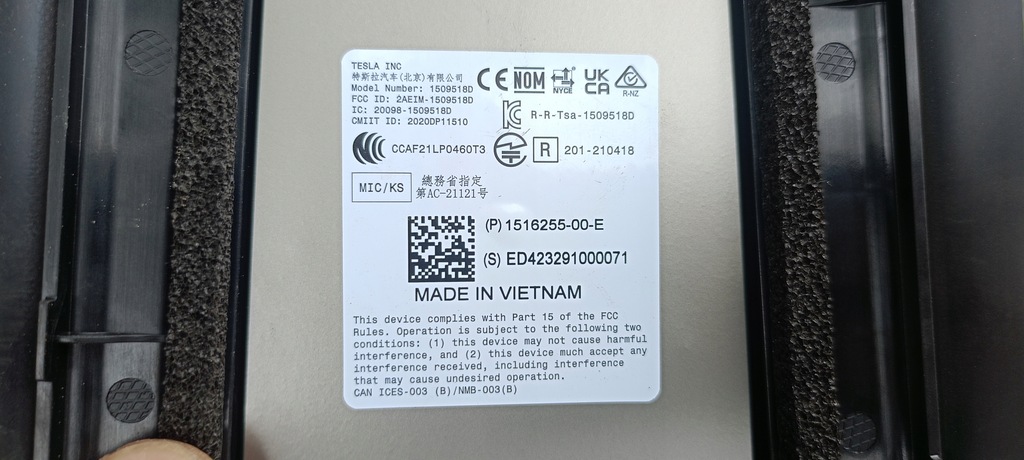 TESLA INC
特斯拉汽车(北京)有限公司
Model Number: 1509518D
FCC ID: 2AEIM-1509518D
IC: 20098-1509518D
CMIIT ID: 2020DP11510
CE NOM NYCE UK CA R-NZ
R-R-Tsa-1509518D
CCAF21LP0460T3
R 201-210418
MIC/KS
總務省指定
第AC-21121号
(P) 1516255-00-E
(S) ED423291000071
MADE IN VIETNAM
This device complies with Part 15 of the FCC
Rules. Operation is subject to the following two
conditions: (1) this device may not cause harmful
interference, and (2) this device much accept any
interference received, including interference
that may cause undesired operation.
CAN ICES-003 (B)/NMB-003(B)